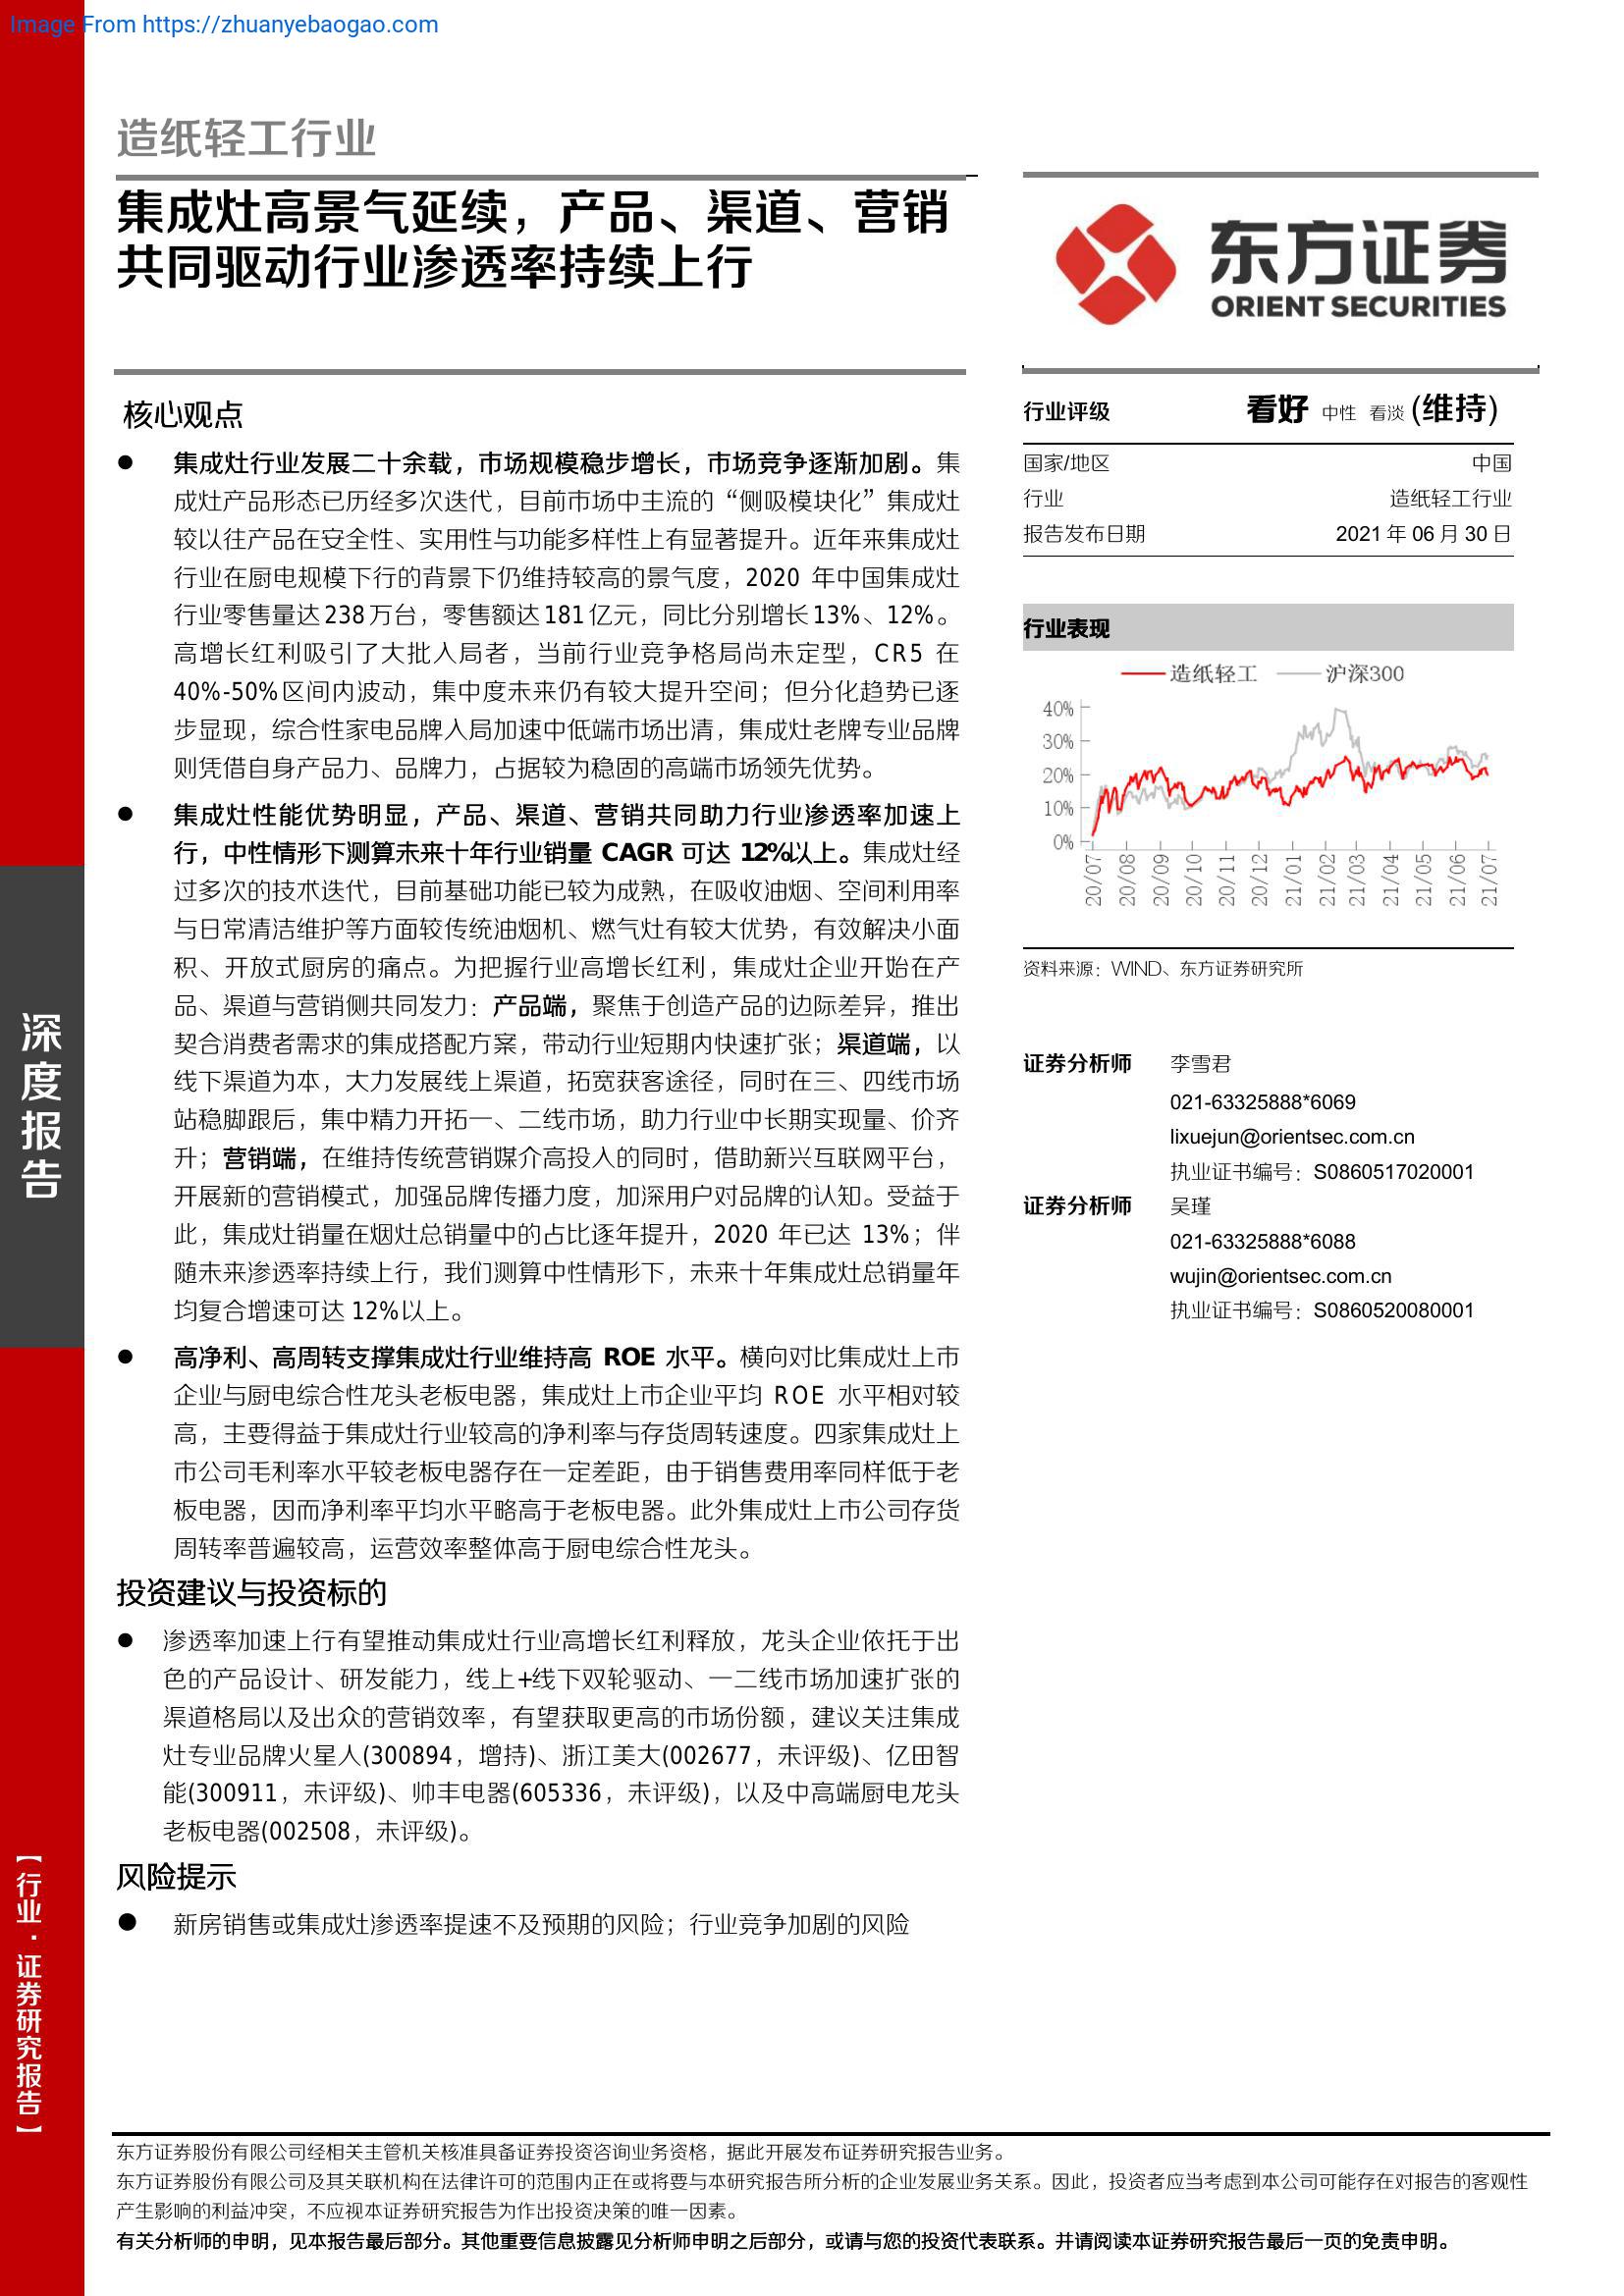 Image From https://zhuanyebaogao.com
造纸轻工行业
集成灶高景气延续，产品、渠道、营销
共同驱动行业渗透率持续上行
东方证券
ORIENT SECURITIES
核心观点
● 集成灶行业发展二十余载，市场规模稳步增长，市场竞争逐渐加剧。集
成灶产品形态已历经多次迭代，目前市场中主流的“侧吸模块化”集成灶
较以往产品在安全性、实用性与功能多样性上有显著提升。近年来集成灶
行业在厨电规模下行的背景下仍维持较高的景气度，2020 年中国集成灶
行业零售量达 238 万台，零售额达 181 亿元，同比分别增长 13%、12%。
高增长红利吸引了大批入局者，当前行业竞争格局尚未定型，CR5 在
40%-50%区间内波动，集中度未来仍有较大提升空间；但分化趋势已逐
步显现，综合性家电品牌入局加速中低端市场出清，集成灶老牌专业品牌
则凭借自身产品力、品牌力，占据较为稳固的高端市场领先优势。
● 集成灶性能优势明显，产品、渠道、营销共同助力行业渗透率加速上
行，中性情形下测算未来十年行业销量 CAGR 可达 12%以上。集成灶经
过多次的技术迭代，目前基础功能已较为成熟，在吸收油烟、空间利用率
与日常清洁维护等方面较传统油烟机、燃气灶有较大优势，有效解决小面
积、开放式厨房的痛点。为把握行业高增长红利，集成灶企业开始在产
品、渠道与营销侧共同发力：产品端，聚焦于创造产品的边际差异，推出
契合消费者需求的集成搭配方案，带动行业短期内快速扩张；渠道端，以
线下渠道为本，大力发展线上渠道，拓宽获客途径，同时在三、四线市场
站稳脚跟后，集中精力开拓一、二线市场，助力行业中长期实现量、价齐
升；营销端，在维持传统营销媒介高投入的同时，借助新兴互联网平台，
开展新的营销模式，加强品牌传播力度，加深用户对品牌的认知。受益于
此，集成灶销量在烟灶总销量中的占比逐年提升，2020 年已达 13%；伴
随未来渗透率持续上行，我们测算中性情形下，未来十年集成灶总销量年
均复合增速可达 12%以上。
● 高净利、高周转支撑集成灶行业维持高 ROE 水平。横向对比集成灶上市
企业与厨电综合性龙头老板电器，集成灶上市企业平均 ROE 水平相对较
高，主要得益于集成灶行业较高的净利率与存货周转速度。四家集成灶上
市公司毛利率水平较老板电器存在一定差距，由于销售费用率同样低于老
板电器，因而净利率平均水平略高于老板电器。此外集成灶上市公司存货
周转率普遍较高，运营效率整体高于厨电综合性龙头。
投资建议与投资标的
● 渗透率加速上行有望推动集成灶行业高增长红利释放，龙头企业依托于出
色的产品设计、研发能力，线上+线下双轮驱动、一二线市场加速扩张的
渠道格局以及出众的营销效率，有望获取更高的市场份额，建议关注集成
灶专业品牌火星人(300894，增持)、浙江美大(002677，未评级)、亿田智
能(300911，未评级)、帅丰电器(605336，未评级)，以及中高端厨电龙头
老板电器(002508，未评级)。
风险提示
● 新房销售或集成灶渗透率提速不及预期的风险；行业竞争加剧的风险
行业评级 看好 中性 看淡 (维持)
国家/地区 中国
行业 造纸轻工行业
报告发布日期 2021 年 06 月 30 日
行业表现
造纸轻工 沪深300
40%
30%
20%
10%
0%
20/07 20/08 20/09 20/10 20/11 20/12 21/01 21/02 21/03 21/04 21/05 21/06 21/07
资料来源：WIND、东方证券研究所
证券分析师 李雪君
021-63325888*6069
lixuejun@orientsec.com.cn
执业证书编号：S0860517020001
证券分析师 吴瑾
021-63325888*6088
wujin@orientsec.com.cn
执业证书编号：S0860520080001
深度报告
【行业·证券研究报告】
东方证券股份有限公司经相关主管机关核准具备证券投资咨询业务资格，据此开展发布证券研究报告业务。
东方证券股份有限公司及其关联机构在法律许可的范围内正在或将要与本研究报告所分析的企业发展业务关系。因此，投资者应当考虑到本公司可能存在对报告的客观性
产生影响的利益冲突，不应视本证券研究报告为作出投资决策的唯一因素。
有关分析师的申明，见本报告最后部分。其他重要信息披露见分析师申明之后部分，或请与您的投资代表联系。并请阅读本证券研究报告最后一页的免责申明。